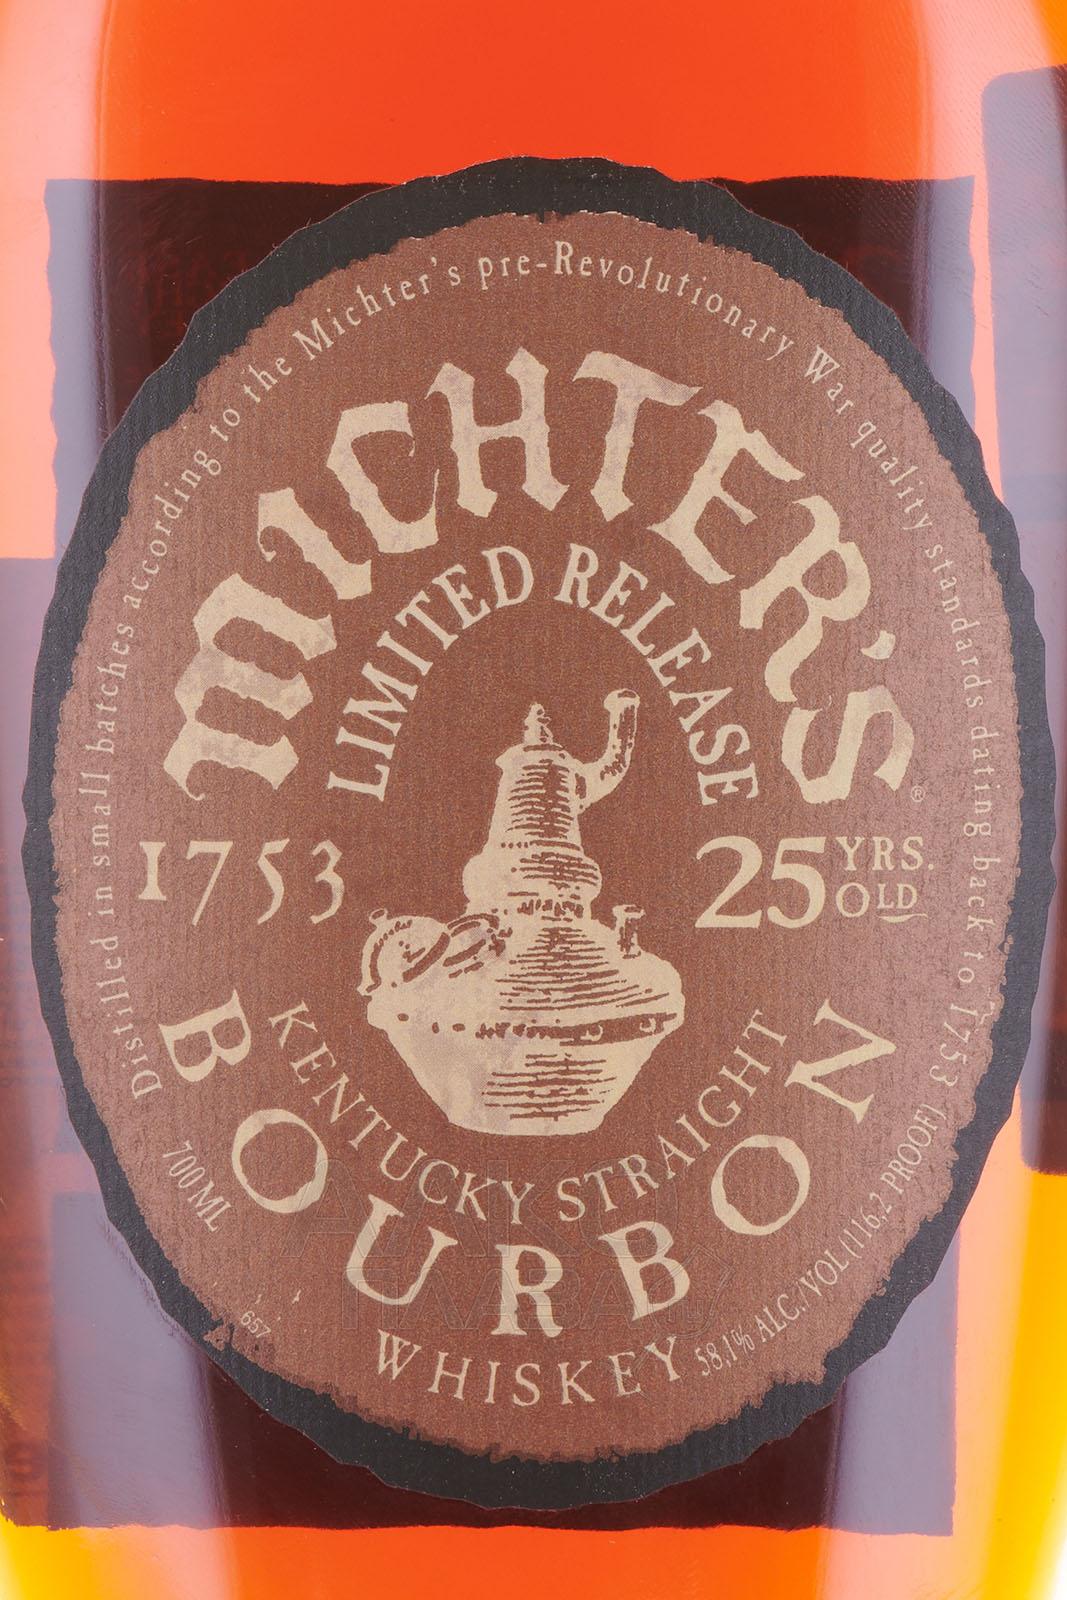 Distilled in small batches according to the Michter's pre-Revolutionary War quality standards dating back to 1753
MICHTER'S®
LIMITED RELEASE
1753
25 YRS. OLD
KENTUCKY STRAIGHT
BOURBON
WHISKEY
700 ML
58,1% ALC./VOL (116,2 PROOF)
657